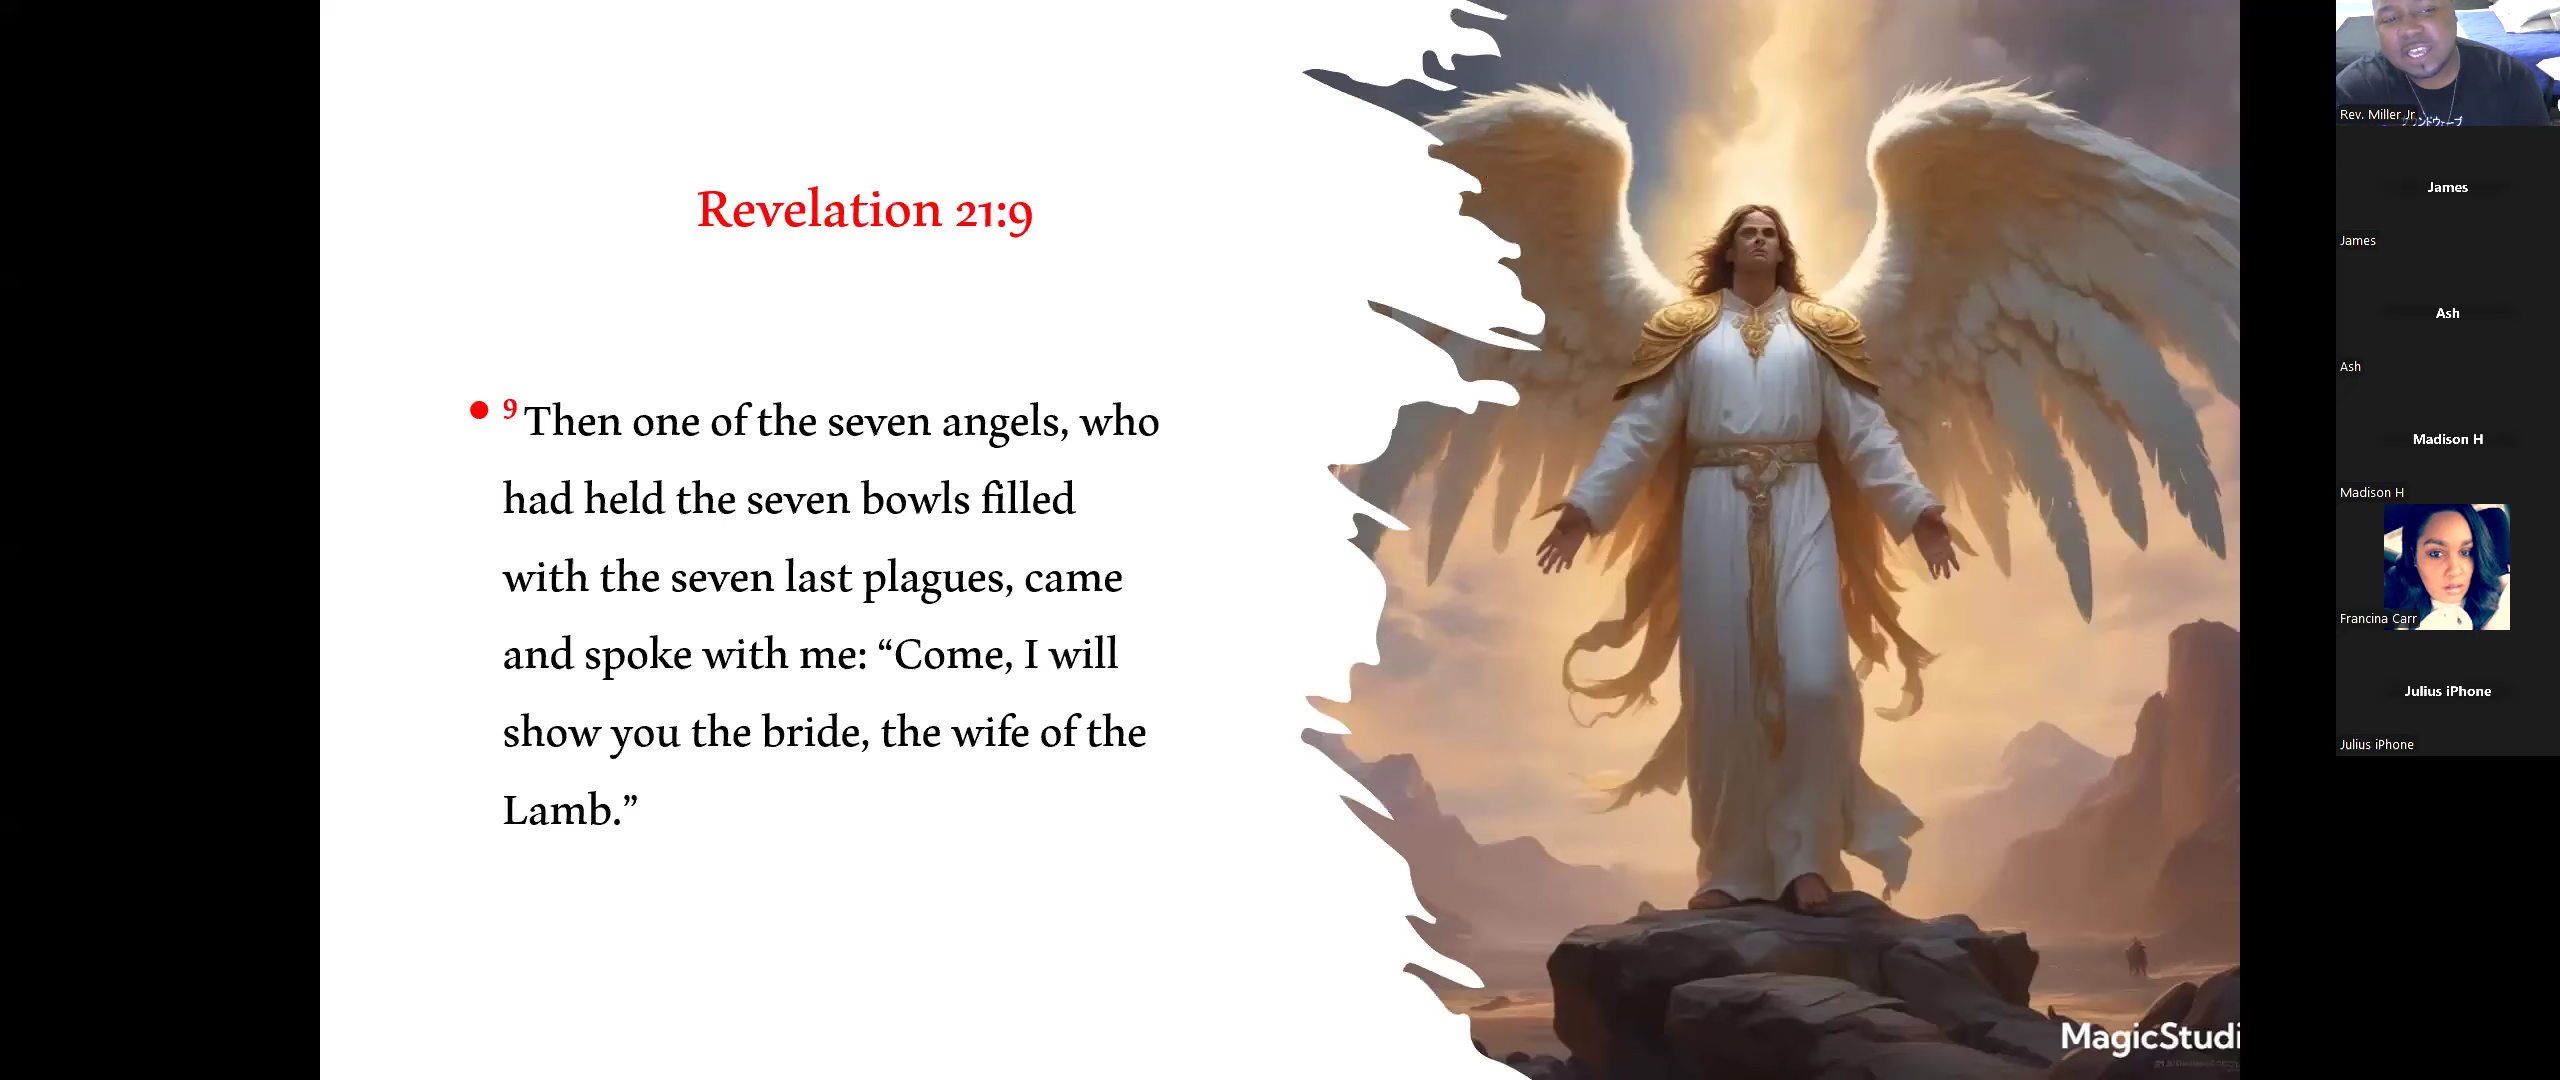 Revelation 21:9
• 9 Then one of the seven angels, who
had held the seven bowls filled
with the seven last plagues, came
and spoke with me: “Come, I will
show you the bride, the wife of the
Lamb.”
MagicStudi
Rev. Miller Jr
James
James
Ash
Ash
Madison H
Madison H
Francina Carr
Julius iPhone
Julius iPhone